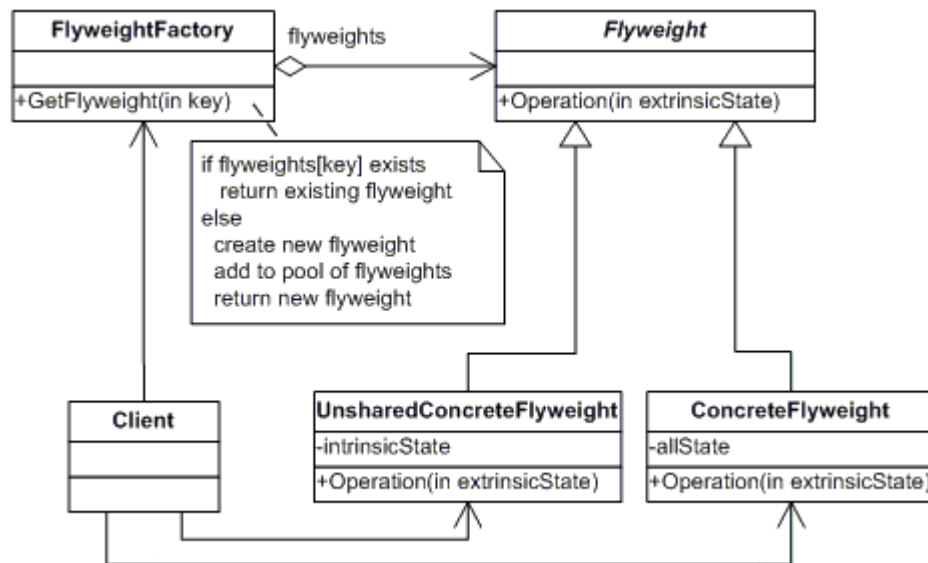 FlyweightFactory
+GetFlyweight(in key)
flyweights
Flyweight
+Operation(in extrinsicState)
if flyweights[key] exists
return existing flyweight
else
create new flyweight
add to pool of flyweights
return new flyweight
Client
UnsharedConcreteFlyweight
-intrinsicState
+Operation(in extrinsicState)
ConcreteFlyweight
-allState
+Operation(in extrinsicState)